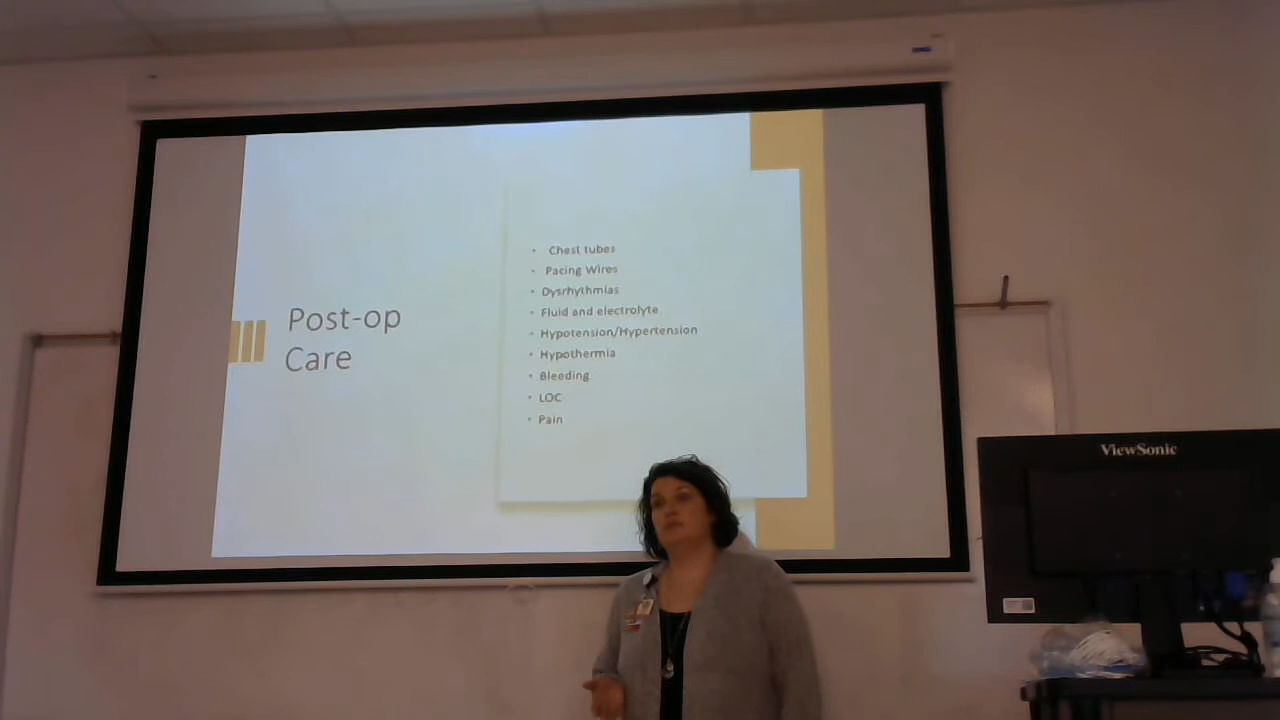 Post-op
Care
• Chest tubes
• Pacing Wires
• Dysrhythmias
• Fluid and electrolyte
• Hypotension/Hypertension
• Hypothermia
• Bleeding
• LOC
• Pain
ViewSonic